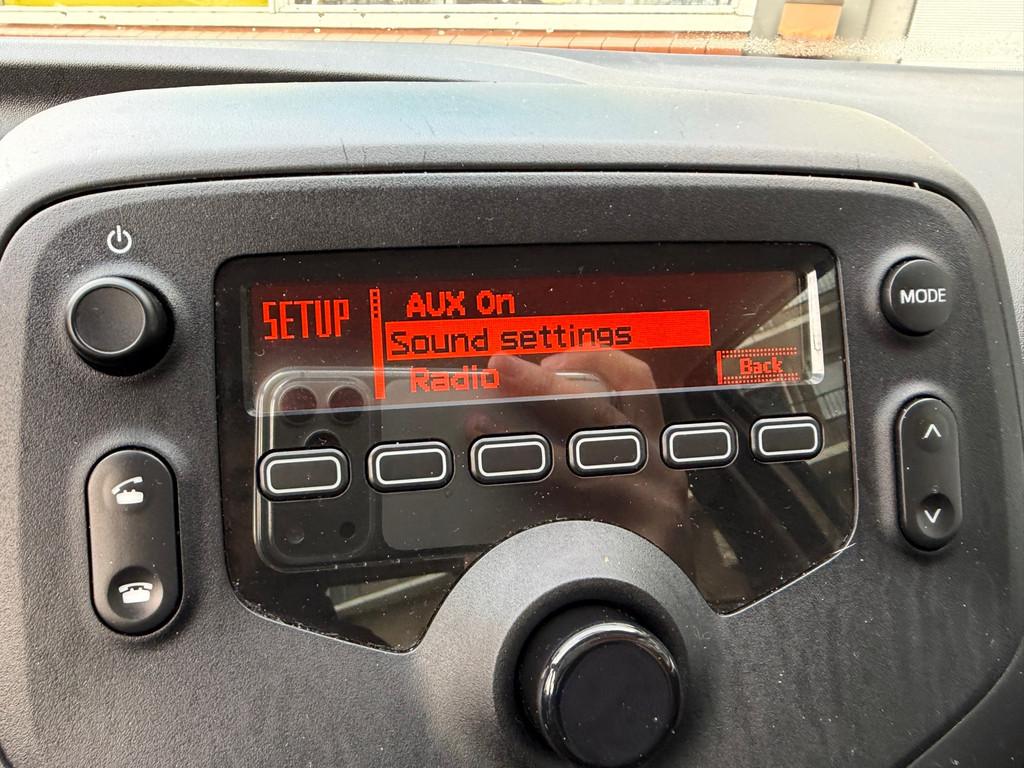 SETUP
AUX On
Sound settings
Radio
Back
MODE